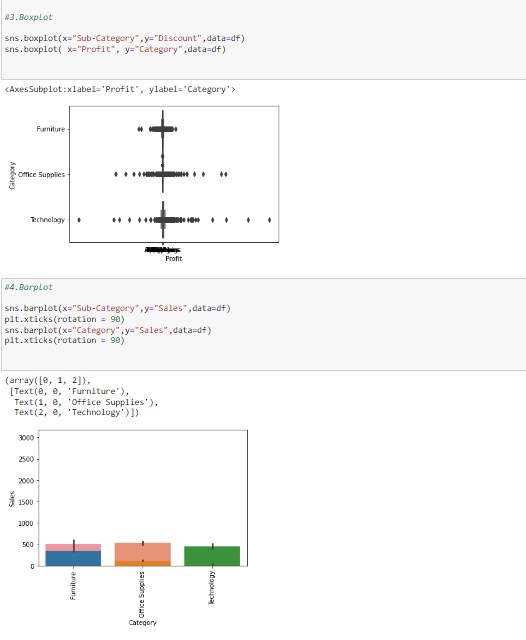 #3.Boxplot
sns.boxplot(x="Sub-Category",y="Discount",data=df)
sns.boxplot( x="Profit", y="Category",data=df)
<AxesSubplot:xlabel='Profit', ylabel='Category'>
Furniture
Office Supplies
Technology
Category
Profit
#4.Barplot
sns.barplot(x="Sub-Category",y="Sales",data=df)
plt.xticks(rotation = 90)
sns.barplot(x="Category",y="Sales",data=df)
plt.xticks(rotation = 90)
(array([0, 1, 2]),
[Text(0, 0, 'Furniture'),
Text(1, 0, 'Office Supplies'),
Text(2, 0, 'Technology')])
3000
2500
2000
1500
1000
500
0
Sales
Furniture
Office Supplies
Technology
Category